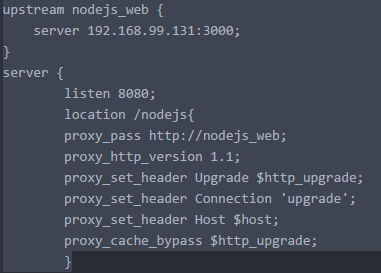 upstream nodejs_web {
    server 192.168.99.131:3000;
}
server {
        listen 8080;
        location /nodejs{
        proxy_pass http://nodejs_web;
        proxy_http_version 1.1;
        proxy_set_header Upgrade $http_upgrade;
        proxy_set_header Connection 'upgrade';
        proxy_set_header Host $host;
        proxy_cache_bypass $http_upgrade;
        }